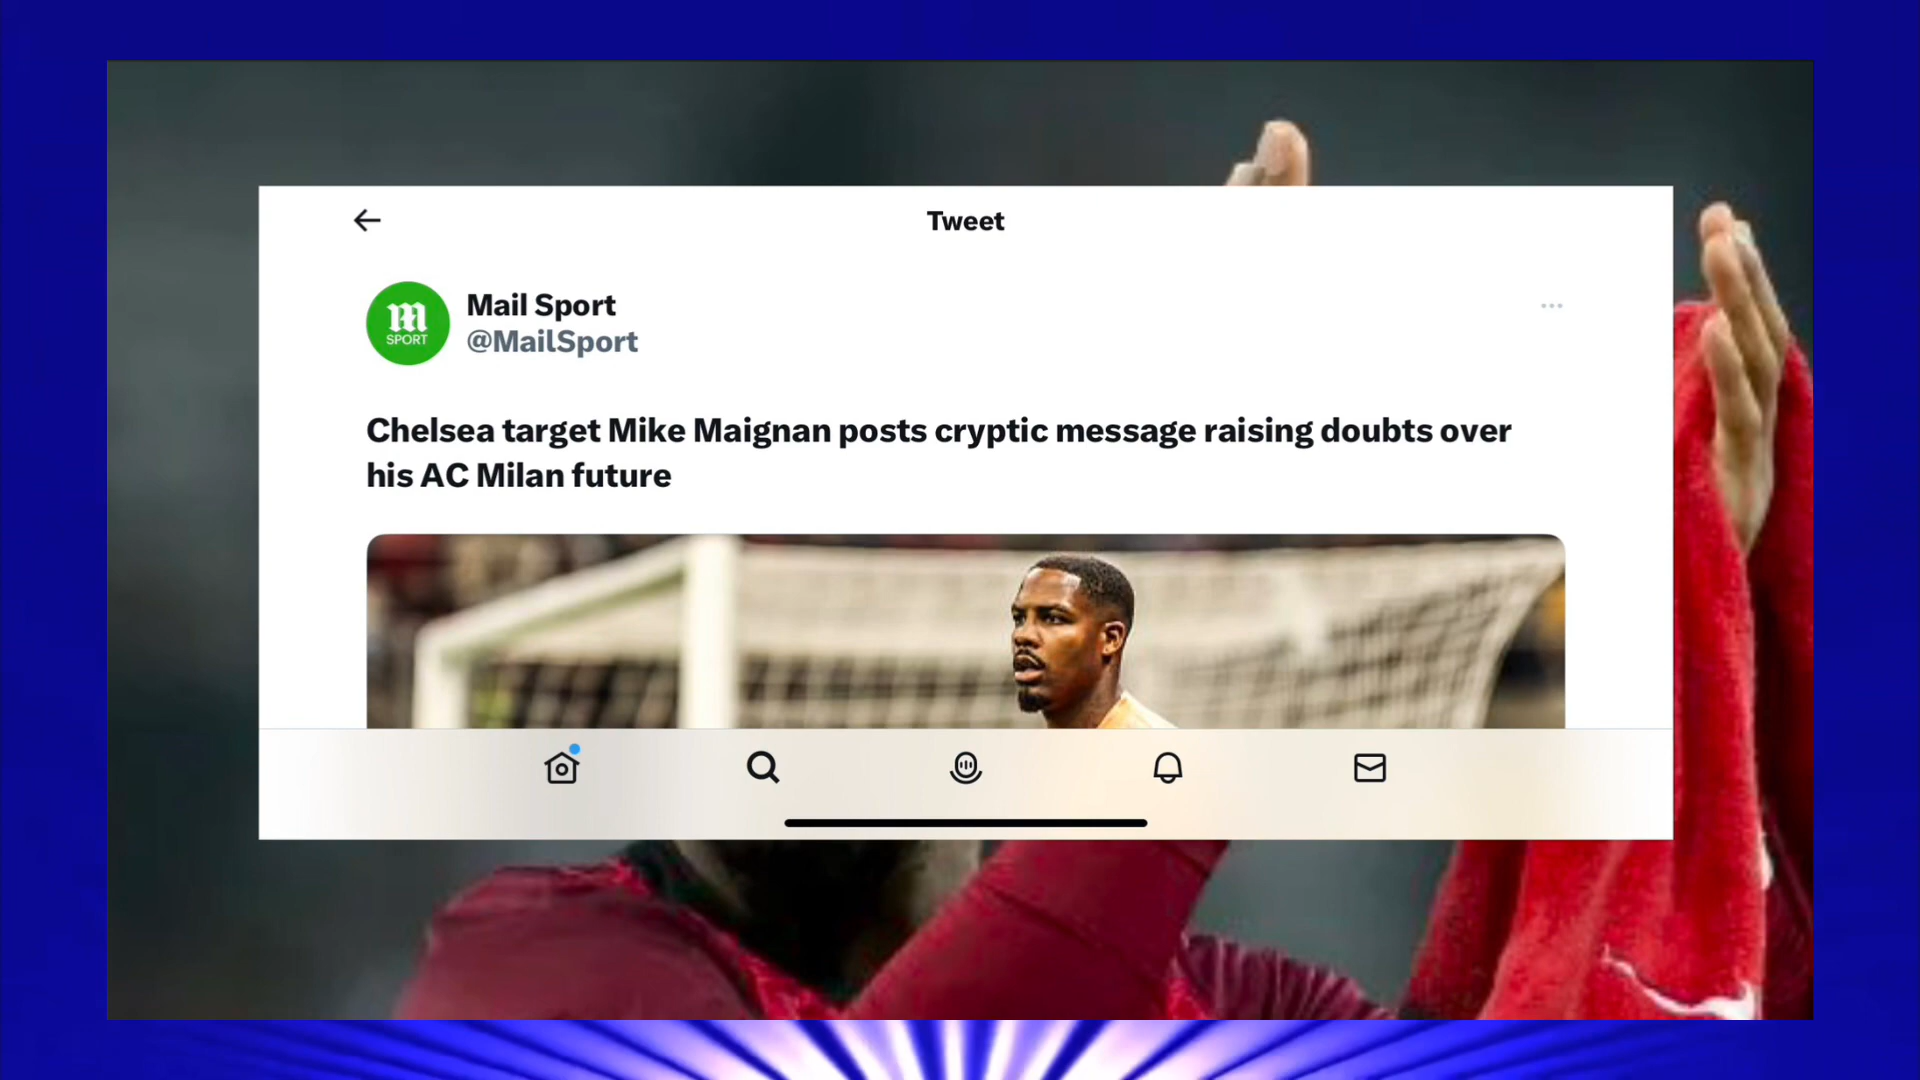 Tweet
m
SPORT
Mail Sport
@MailSport
Chelsea target Mike Maignan posts cryptic message raising doubts over
his AC Milan future